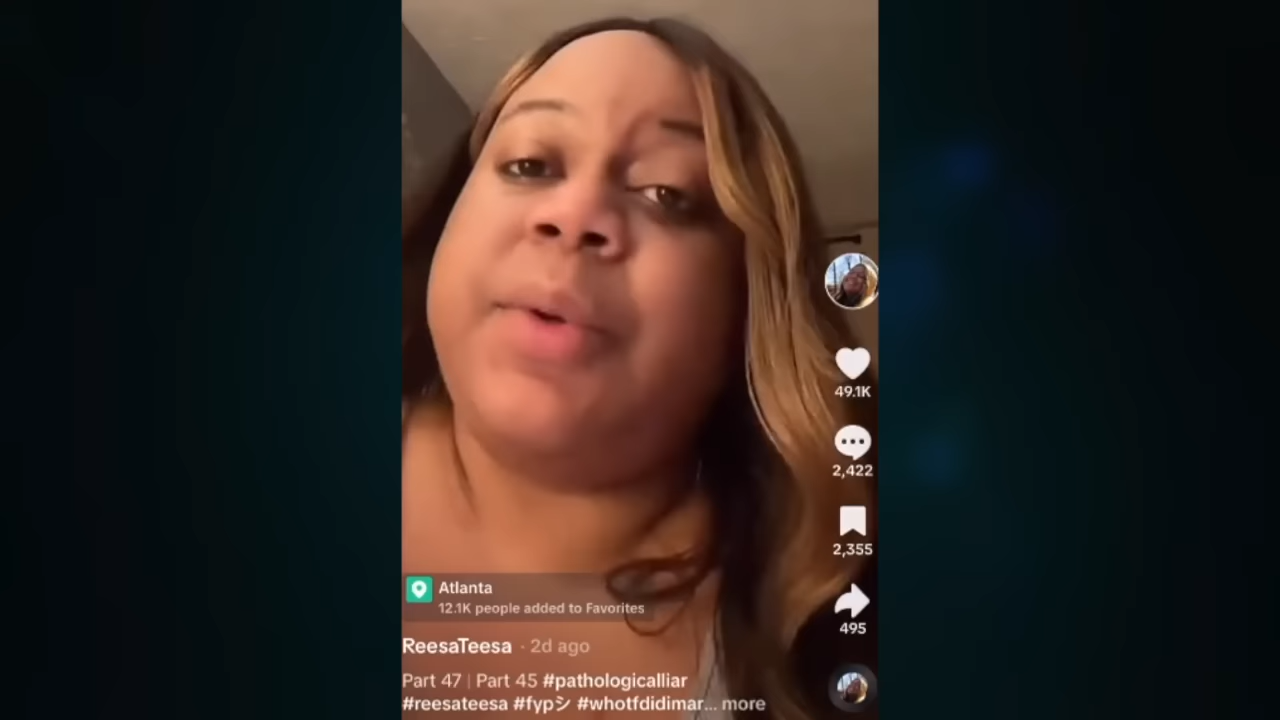 49.1K
2,422
2,355
495
Atlanta
12.1K people added to Favorites
ReesaTeesa · 2d ago
Part 47 | Part 45 #pathologicalliar
#reesateesa #fypシ #whotfdidimar... more